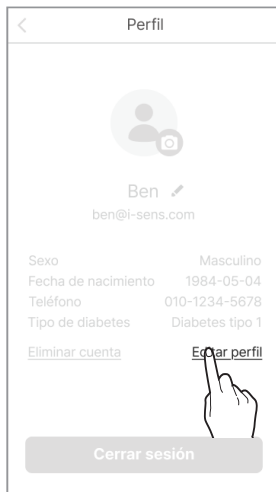 Perfil
Ben
ben@i-sens.com
Sexo Masculino
Fecha de nacimiento 1984-05-04
Teléfono 010-1234-5678
Tipo de diabetes Diabetes tipo 1
Eliminar cuenta Editar perfil
Cerrar sesión